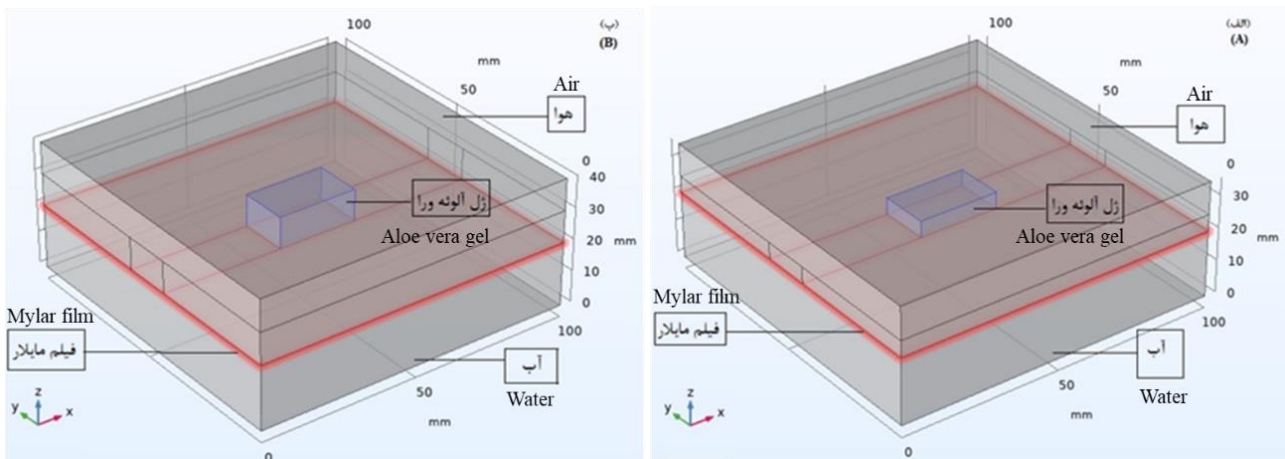 (ب)
(B)
100
mm
50
Air
هوا
0
40
30
20
mm
10
0
ژل آلوئه ورا
Aloe vera gel
Mylar film
فیلم مایلار
100
آب
Water
50
mm
0
z
y
x
(الف)
(A)
100
mm
50
Air
هوا
0
30
20
mm
10
0
ژل آلوئه ورا
Aloe vera gel
Mylar film
فیلم مایلار
100
آب
Water
50
mm
0
z
y
x